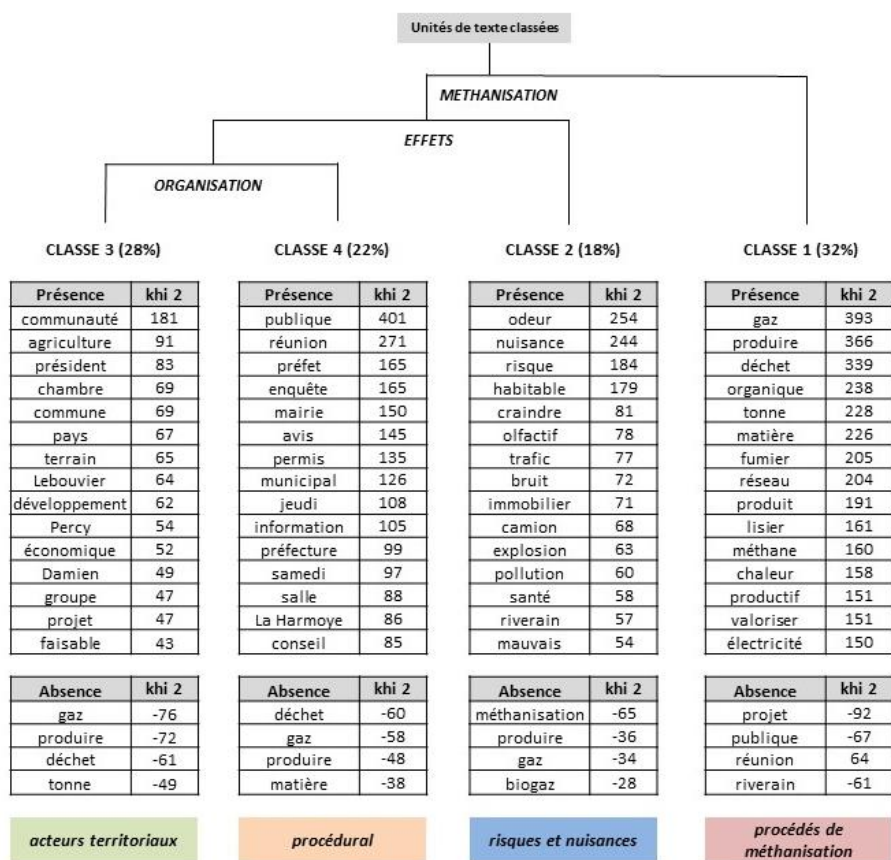 Unités de texte classées
METHANISATION
EFFETS
ORGANISATION
CLASSE 3 (28%) CLASSE 4 (22%) CLASSE 2 (18%) CLASSE 1 (32%)
Présence khi 2 Présence khi 2 Présence khi 2 Présence khi 2
communauté 181 publique 401 odeur 254 gaz 393
agriculture 91 réunion 271 nuisance 244 produire 366
président 83 préfet 165 risque 184 déchet 339
chambre 69 enquête 165 habitable 179 organique 238
commune 69 mairie 150 craindre 81 tonne 228
pays 67 avis 145 olfactif 78 matière 226
terrain 65 permis 135 trafic 77 fumier 205
Lebouvier 64 municipal 126 bruit 72 réseau 204
développement 62 jeudi 108 immobilier 71 produit 191
Percy 54 information 105 camion 68 lisier 161
économique 52 préfecture 99 explosion 63 méthane 160
Damien 49 samedi 97 pollution 60 chaleur 158
groupe 47 salle 88 santé 58 productif 151
projet 47 La Harmoye 86 riverain 57 valoriser 151
faisable 43 conseil 85 mauvais 54 électricité 150
Absence khi 2 Absence khi 2 Absence khi 2 Absence khi 2
gaz -76 déchet -60 méthanisation -65 projet -92
produire -72 gaz -58 produire -36 publique -67
déchet -61 produire -48 gaz -34 réunion 64
tonne -49 matière -38 biogaz -28 riverain -61
acteurs territoriaux procédural risques et nuisances procédés de
méthanisation